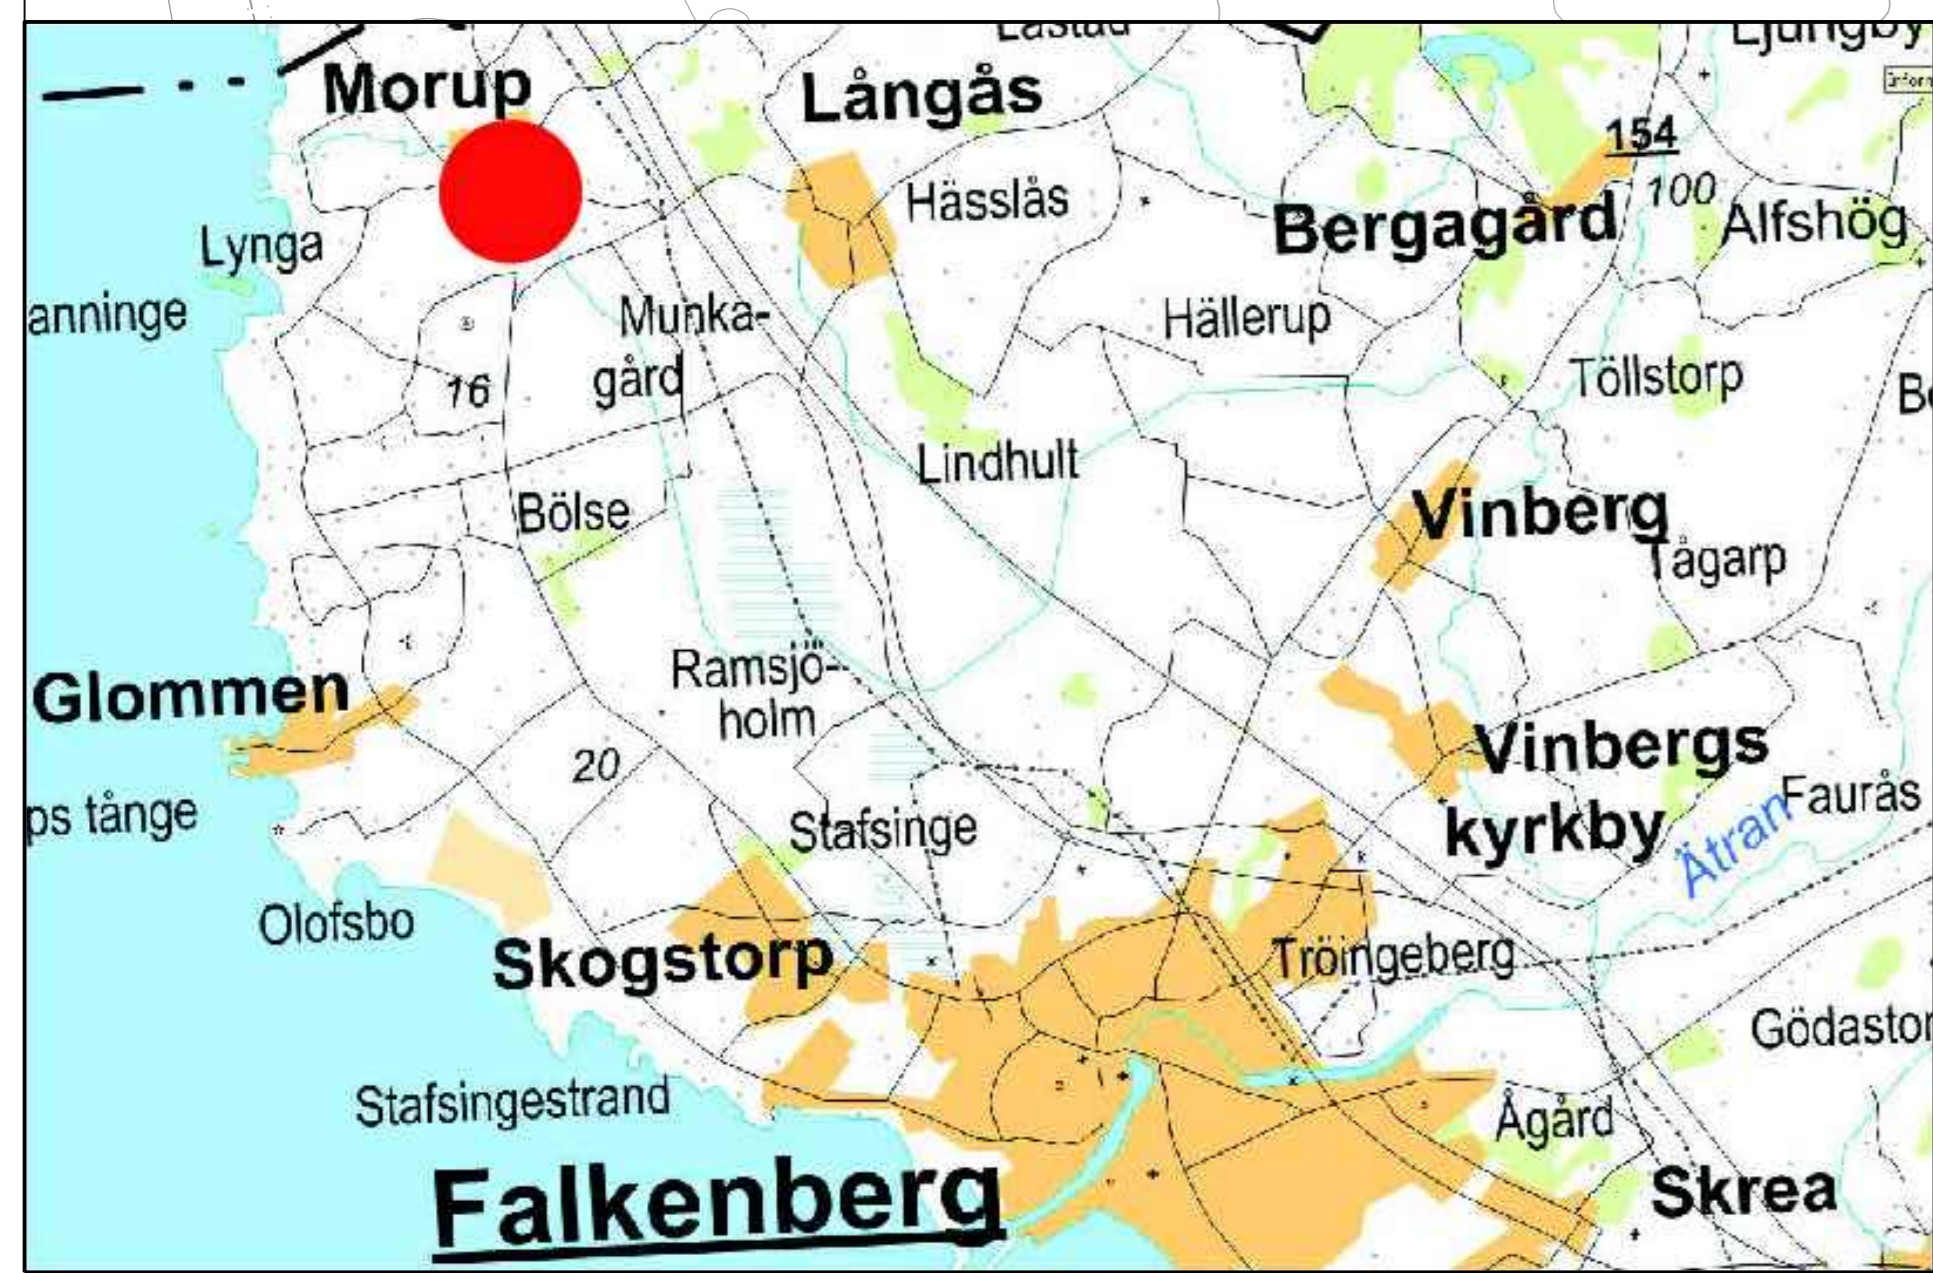 Morup
Långås
154
100
Hässlås
Bergagård
Alfshög
Lynga
anninge
Munka-
gård
Hällerup
16
Töllstorp
Lindhult
Bölse
Vinberg
Tågarp
Glommen
Ramsjö-
holm
20
Vinbergs
kyrkby
Faurås
Ätran
ps tånge
Stafsinge
Olofsbo
Skogstorp
Tröingeberg
Gödastor
Stafsingestrand
Ågård
Falkenberg
Skrea